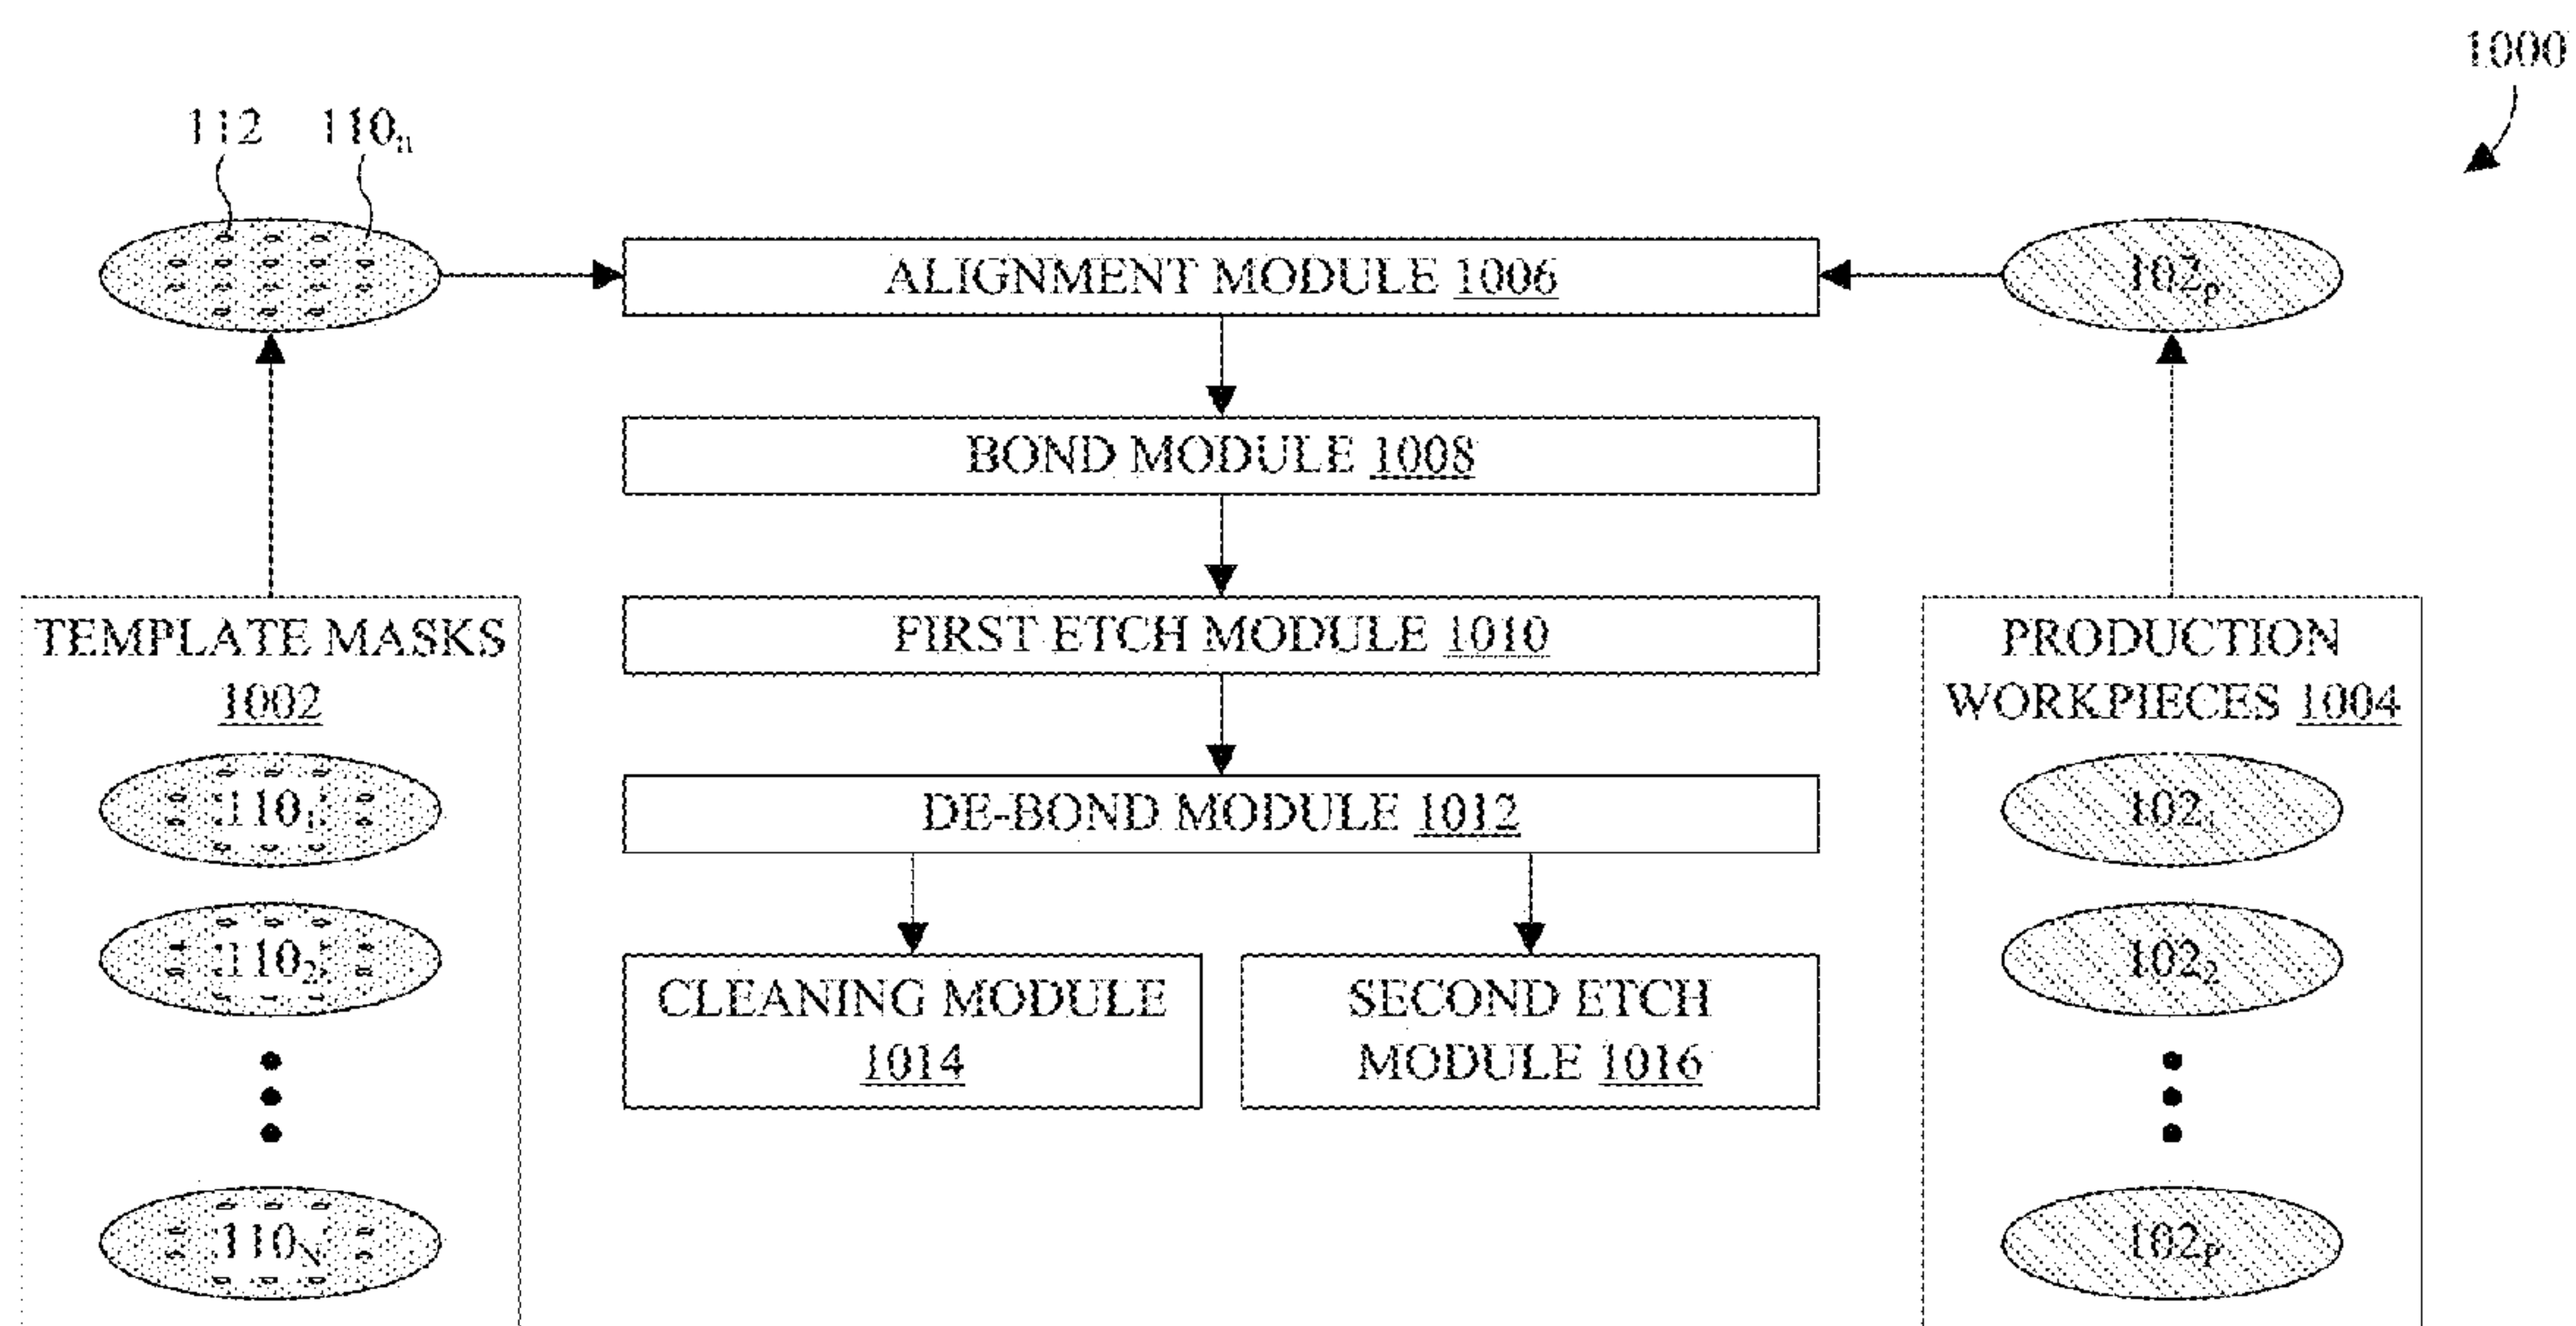 1000
112 110n
ALIGNMENT MODULE 1006
102p
BOND MODULE 1008
FIRST ETCH MODULE 1010
DE-BOND MODULE 1012
CLEANING MODULE
1014
SECOND ETCH
MODULE 1016
TEMPLATE MASKS
1002
1101
1102
110N
PRODUCTION
WORKPIECES 1004
1021
1022
102P